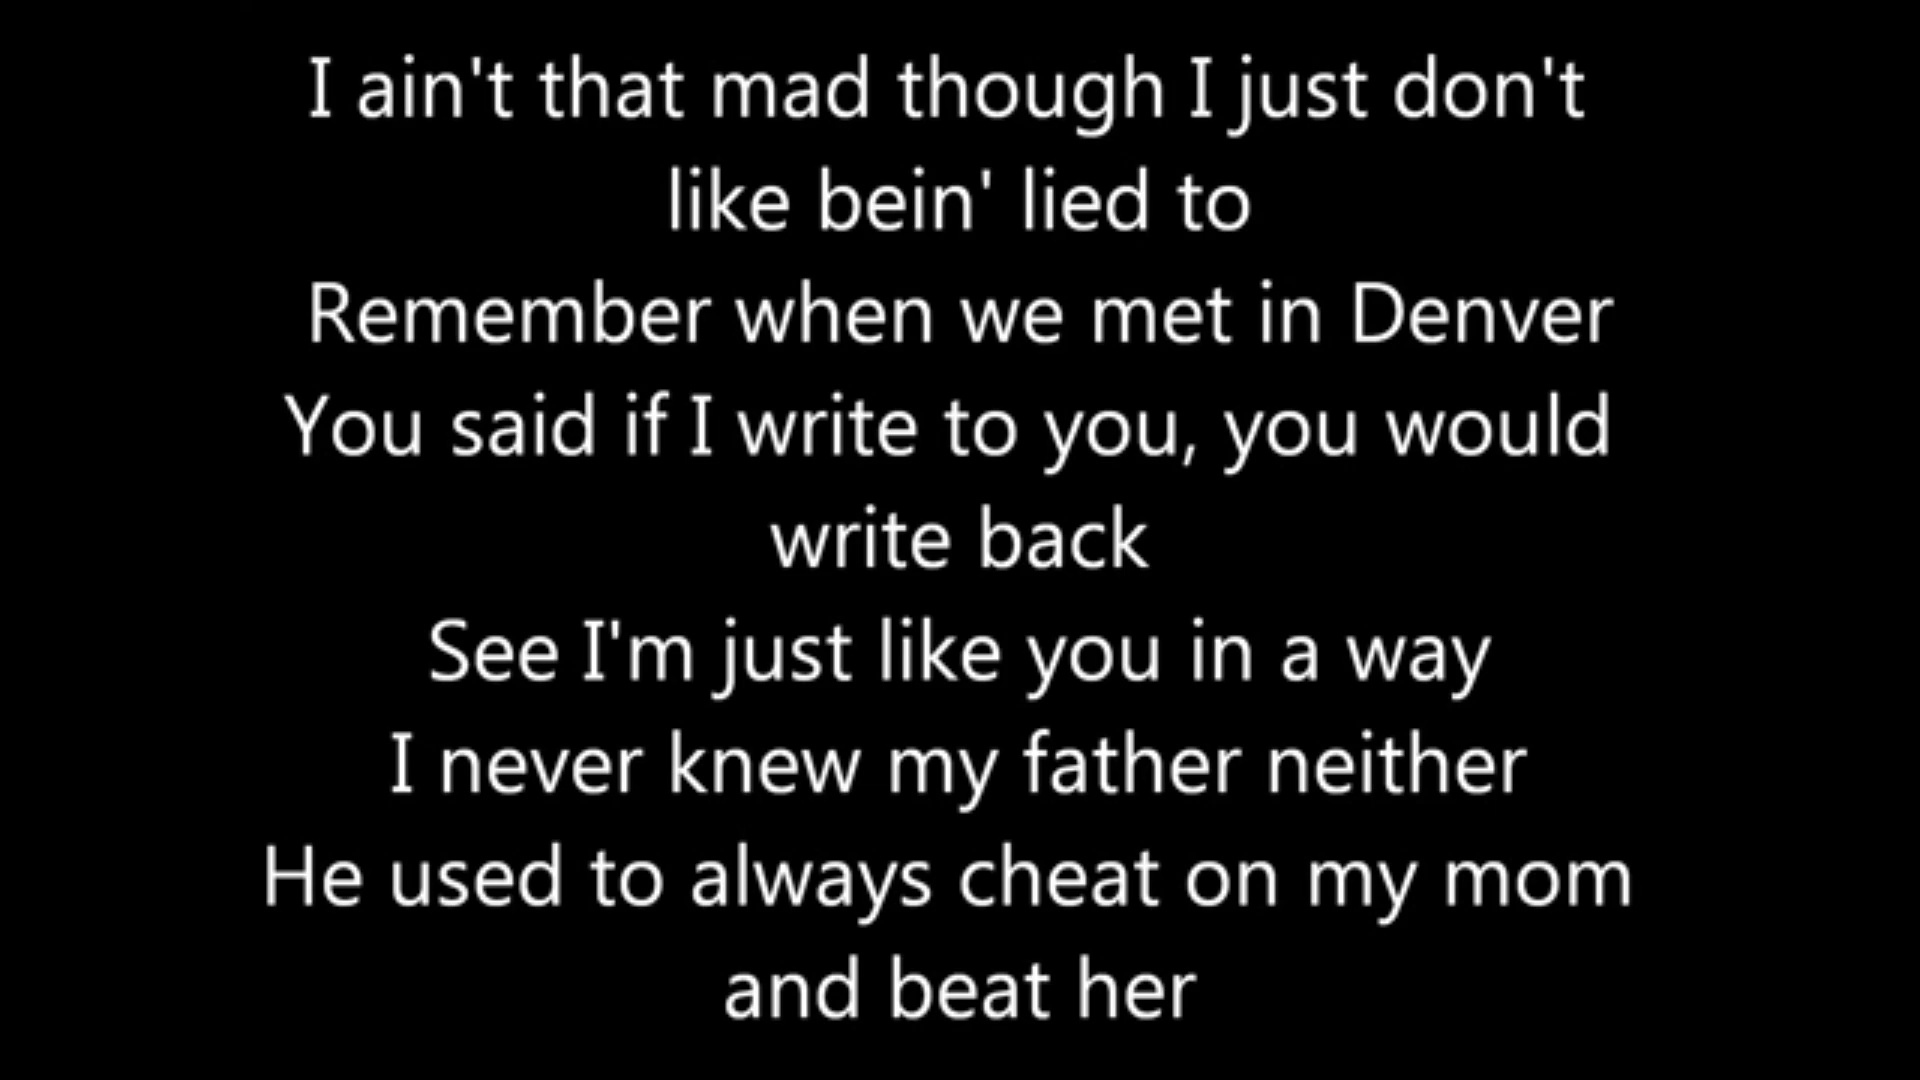 I ain't that mad though I just don't
like bein' lied to
Remember when we met in Denver
You said if I write to you, you would
write back
See I'm just like you in a way
I never knew my father neither
He used to always cheat on my mom
and beat her